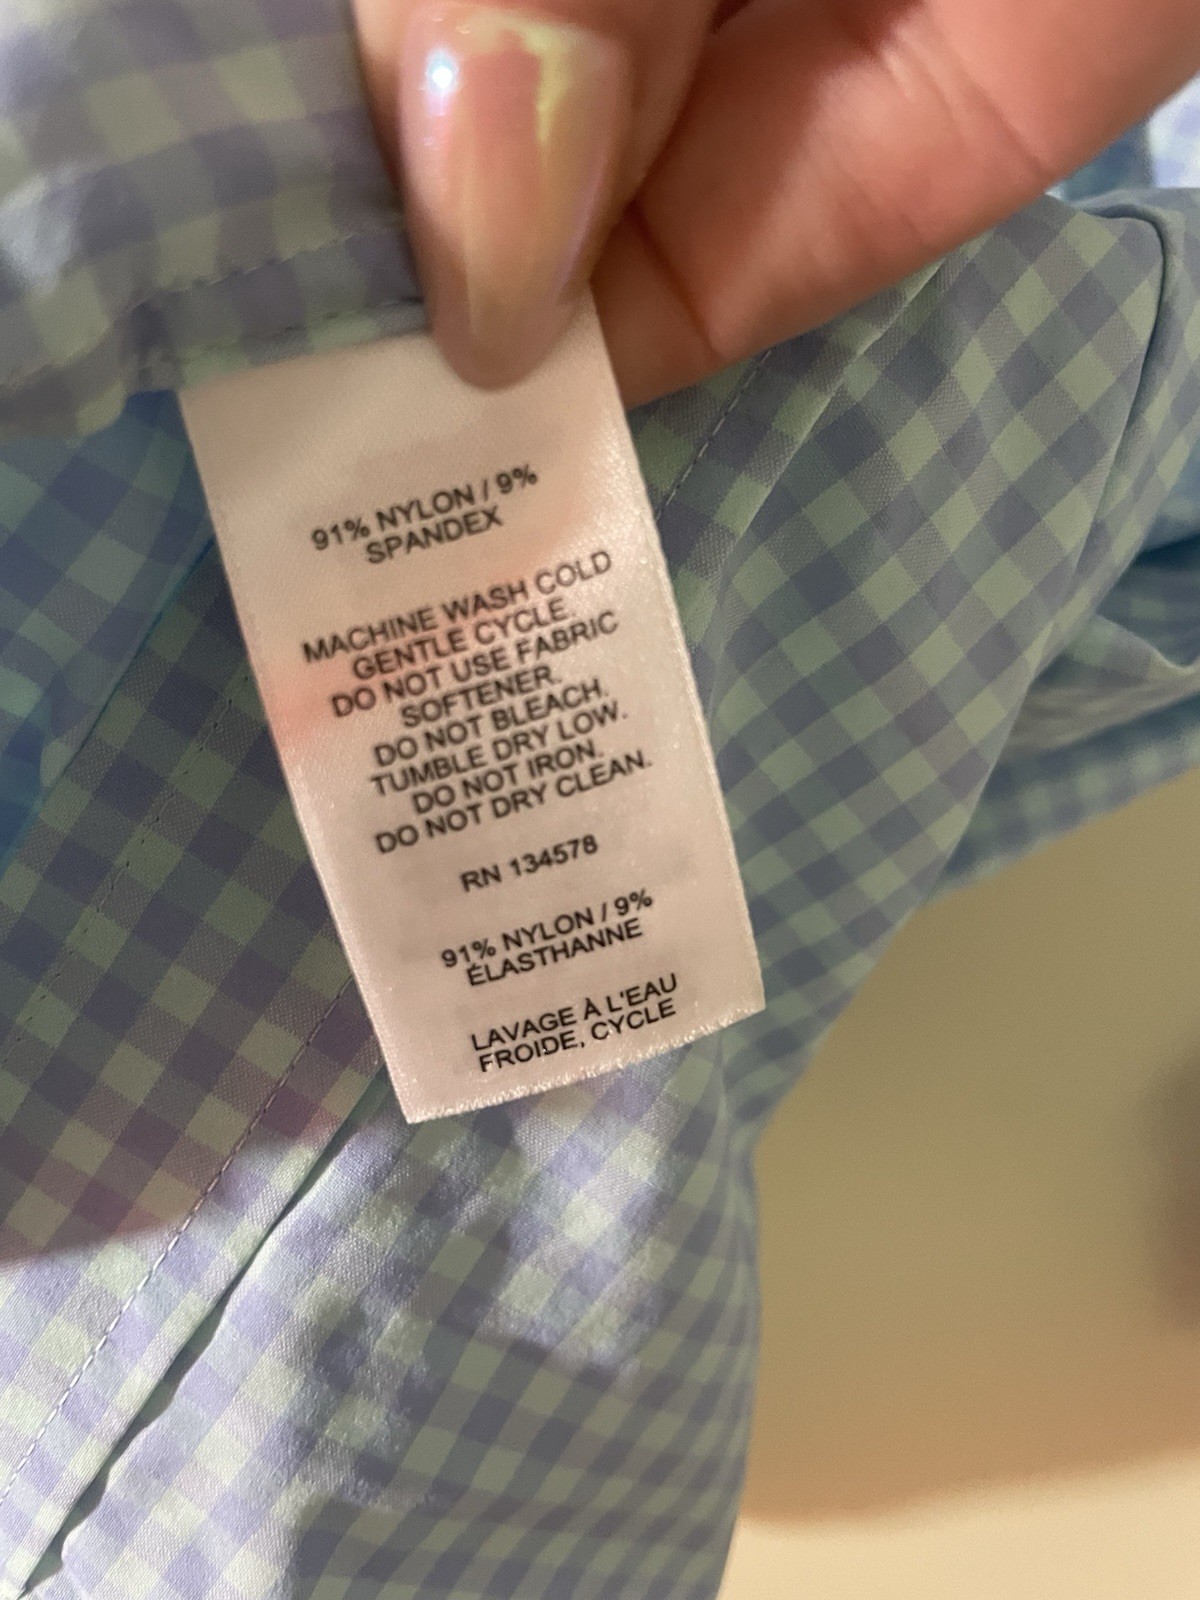 91% NYLON / 9%
SPANDEX
MACHINE WASH COLD
GENTLE CYCLE.
DO NOT USE FABRIC
SOFTENER.
DO NOT BLEACH.
TUMBLE DRY LOW.
DO NOT IRON.
DO NOT DRY CLEAN.
RN 134578
91% NYLON / 9%
ÉLASTHANNE
LAVAGE À L'EAU
FROIDE, CYCLE